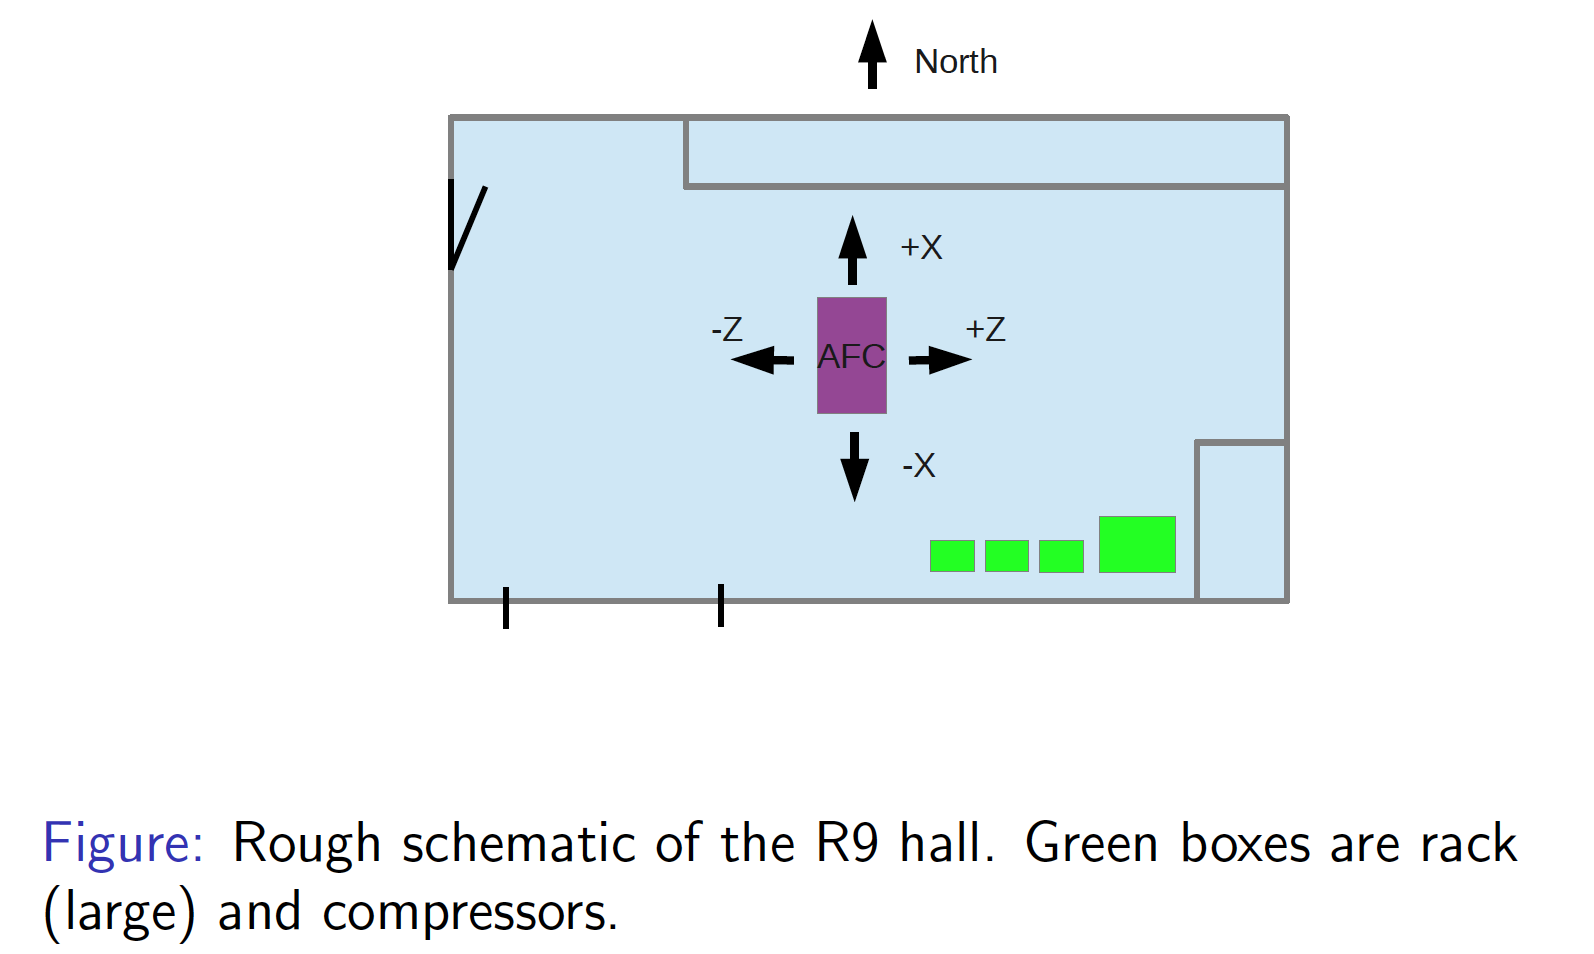 North
+X
-Z
+Z
AFC
-X
Figure: Rough schematic of the R9 hall. Green boxes are rack
(large) and compressors.